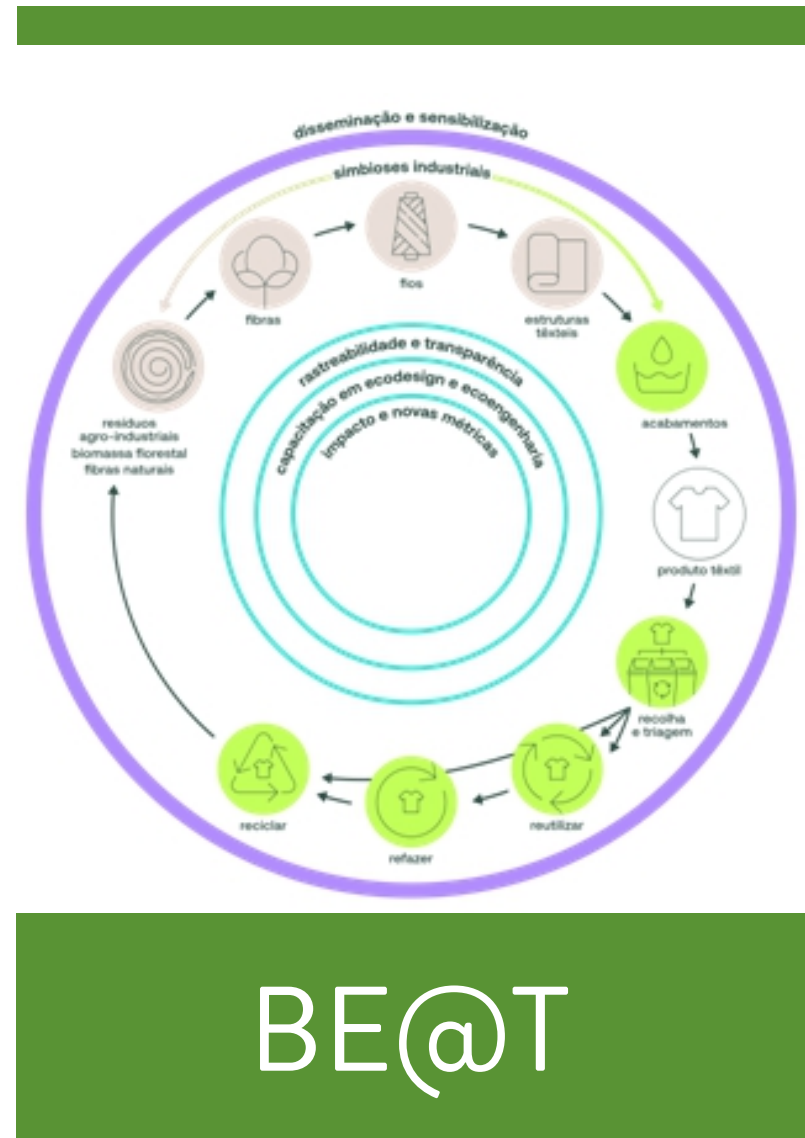 disseminação e sensibilização
simbioses industriais
fios
fibras
estruturas
têxteis
rastreabilidade e transparência
capacitação em ecodesign e ecoengenharia
impacto e novas métricas
resíduos
agro-industriais
biomassa florestal
fibras naturais
acabamentos
produto têxtil
recolha
e triagem
reutilizar
refazer
reciclar
BE@T